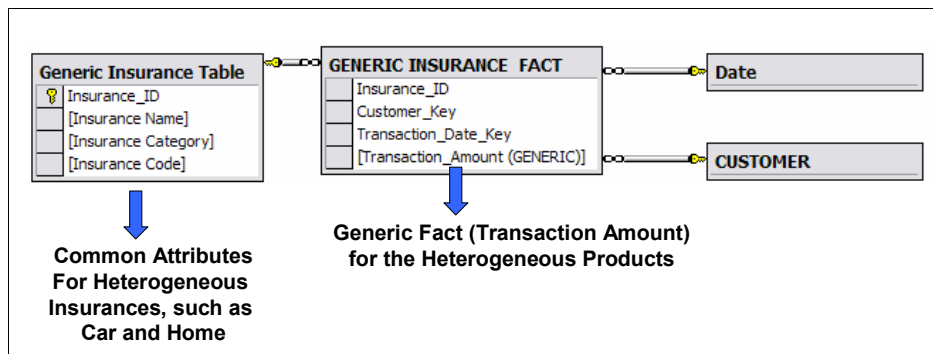 Generic Insurance Table
Insurance_ID
[Insurance Name]
[Insurance Category]
[Insurance Code]
GENERIC INSURANCE FACT
Insurance_ID
Customer_Key
Transaction_Date_Key
[Transaction_Amount (GENERIC)]
Date
CUSTOMER
Common Attributes
For Heterogeneous
Insurances, such as
Car and Home
Generic Fact (Transaction Amount)
for the Heterogeneous Products